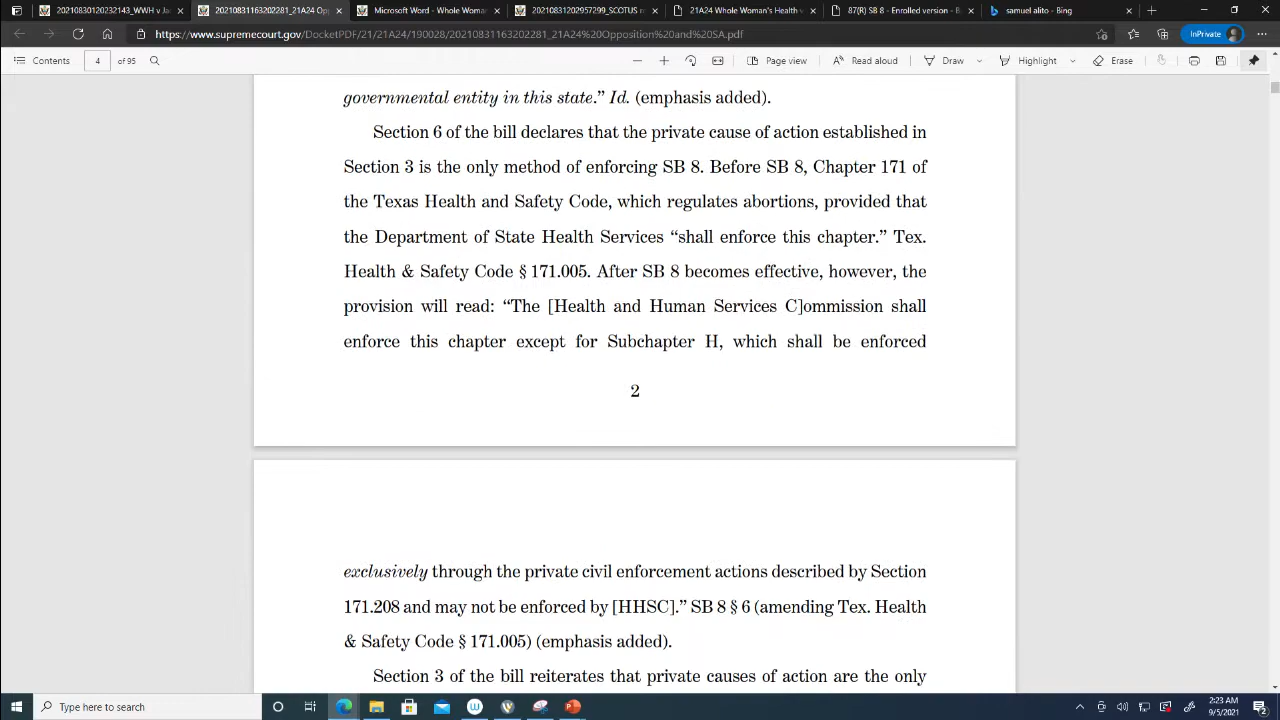 20210830102232143_WWH v Ja
20210831163202281_21A24 Op
Microsoft Word - Whole Woman
20210831202957299_SCOTUS r
21A24 Whole Woman's Health v
87(R) SB 8 - Enrolled version - B
samuel alito - Bing
https://www.supremecourt.gov/DocketPDF/21/21A24/190028/20210831163202281_21A24%20Opposition%20and%20SA.pdf
InPrivate
Contents 4 of 95 Page view Read aloud Draw Highlight Erase
governmental entity in this state.” Id. (emphasis added).
Section 6 of the bill declares that the private cause of action established in
Section 3 is the only method of enforcing SB 8. Before SB 8, Chapter 171 of
the Texas Health and Safety Code, which regulates abortions, provided that
the Department of State Health Services “shall enforce this chapter.” Tex.
Health & Safety Code § 171.005. After SB 8 becomes effective, however, the
provision will read: “The [Health and Human Services C]ommission shall
enforce this chapter except for Subchapter H, which shall be enforced
2
exclusively through the private civil enforcement actions described by Section
171.208 and may not be enforced by [HHSC].” SB 8 § 6 (amending Tex. Health
& Safety Code § 171.005) (emphasis added).
Section 3 of the bill reiterates that private causes of action are the only
Type here to search
2:23 AM
9/5/2021